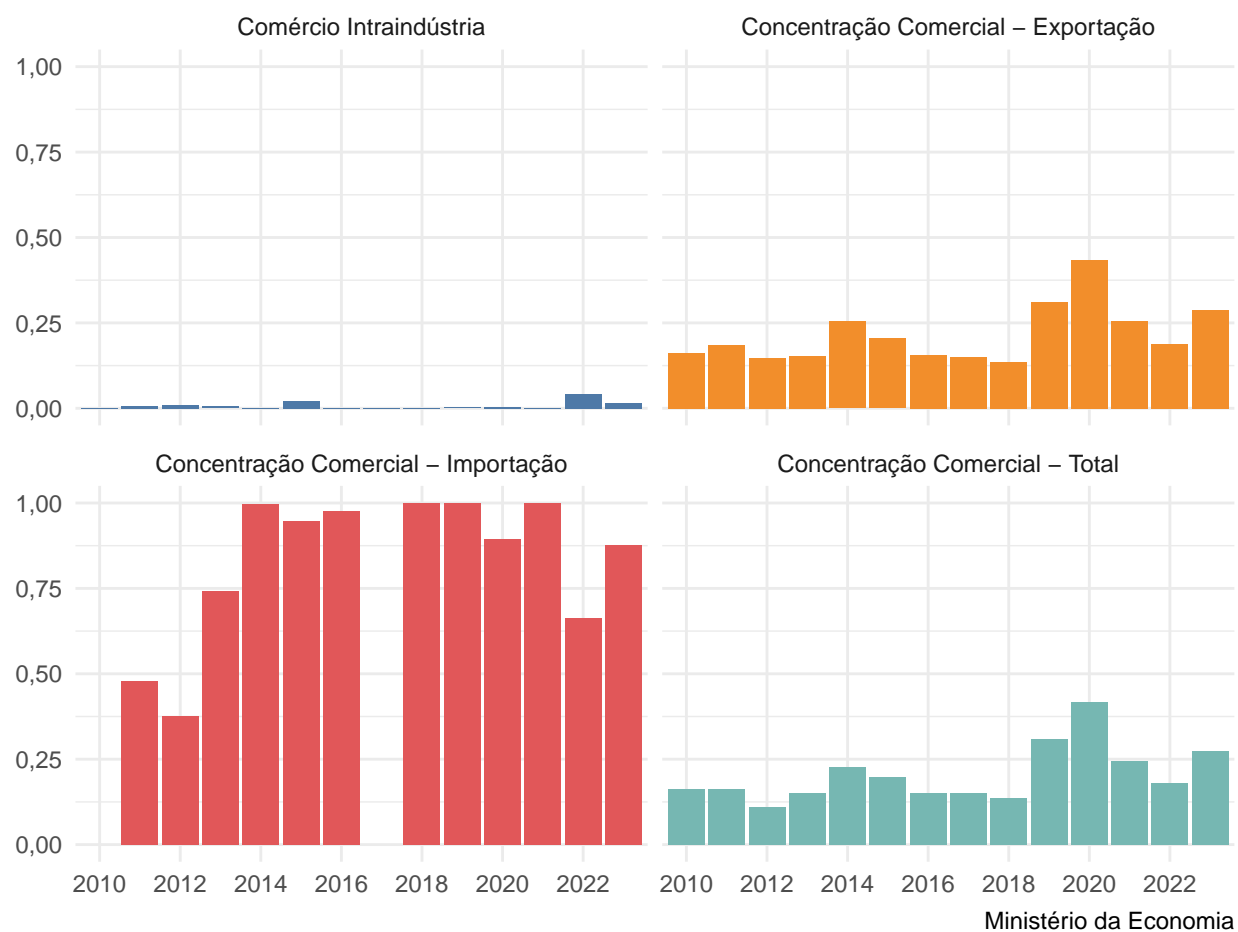 Comércio Intraindústria
Concentração Comercial – Exportação
1,00
0,75
0,50
0,25
0,00
Concentração Comercial – Importação
Concentração Comercial – Total
1,00
0,75
0,50
0,25
0,00
2010 2012 2014 2016 2018 2020 2022
2010 2012 2014 2016 2018 2020 2022
Ministério da Economia